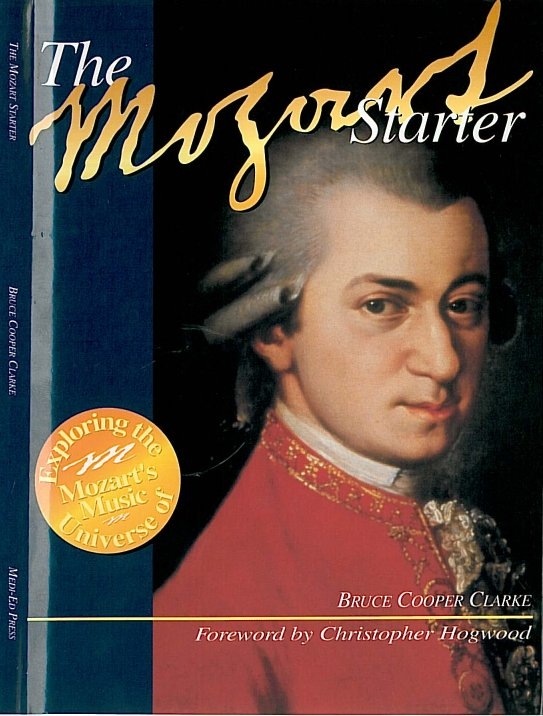 The
Mozart
Starter
Exploring the
Universe of
Mozart's
Music
BRUCE COOPER CLARKE
Foreword by Christopher Hogwood
THE MOZART STARTER
BRUCE COOPER CLARKE
MEDI-ED PRESS